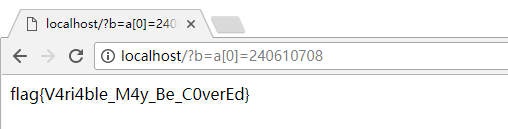 localhost/?b=a[0]=240
localhost/?b=a[0]=240610708
flag{V4ri4ble_M4y_Be_C0verEd}